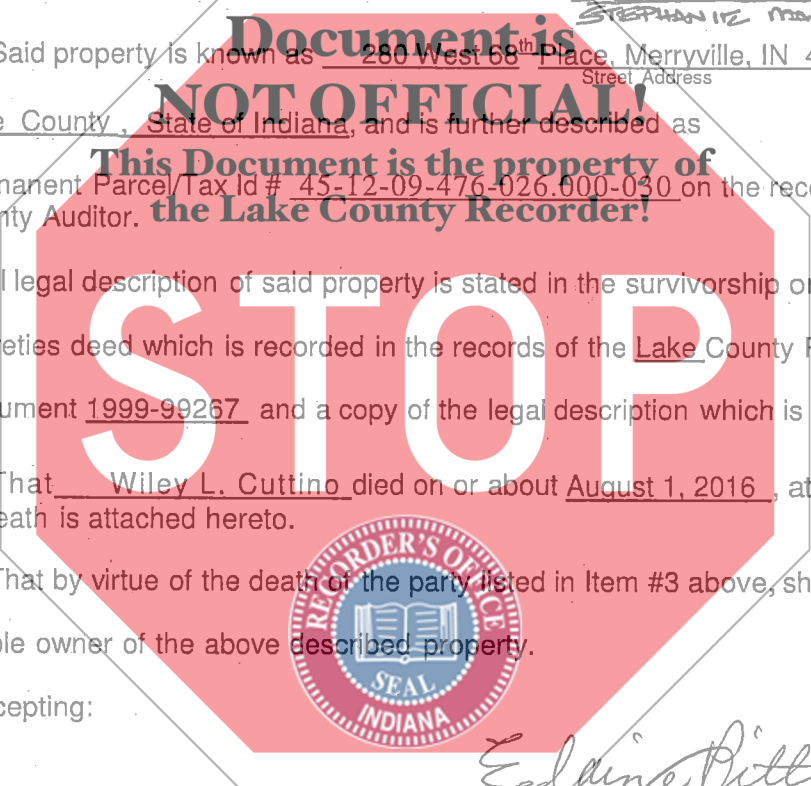 STEPHANIE
Document is
Said property is known as 280 West 68th Place, Merryville, IN 4
Street Address
NOT OFFICIAL!
e County, State of Indiana, and is further described as
This Document is the property of
manent Parcel/Tax Id # 45-12-09-476-026.000-030 on the reco
nty Auditor.
the Lake County Recorder!
l legal description of said property is stated in the survivorship or
STOP
reties deed which is recorded in the records of the Lake County R
ument 1999-99267 and a copy of the legal description which is
That Wiley L. Cuttino died on or about August 1, 2016, at
eath is attached hereto.
That by virtue of the death of the party listed in Item #3 above, sh
le owner of the above described property.
RECORDER'S OFFICE
SEAL
INDIANA
cepting: